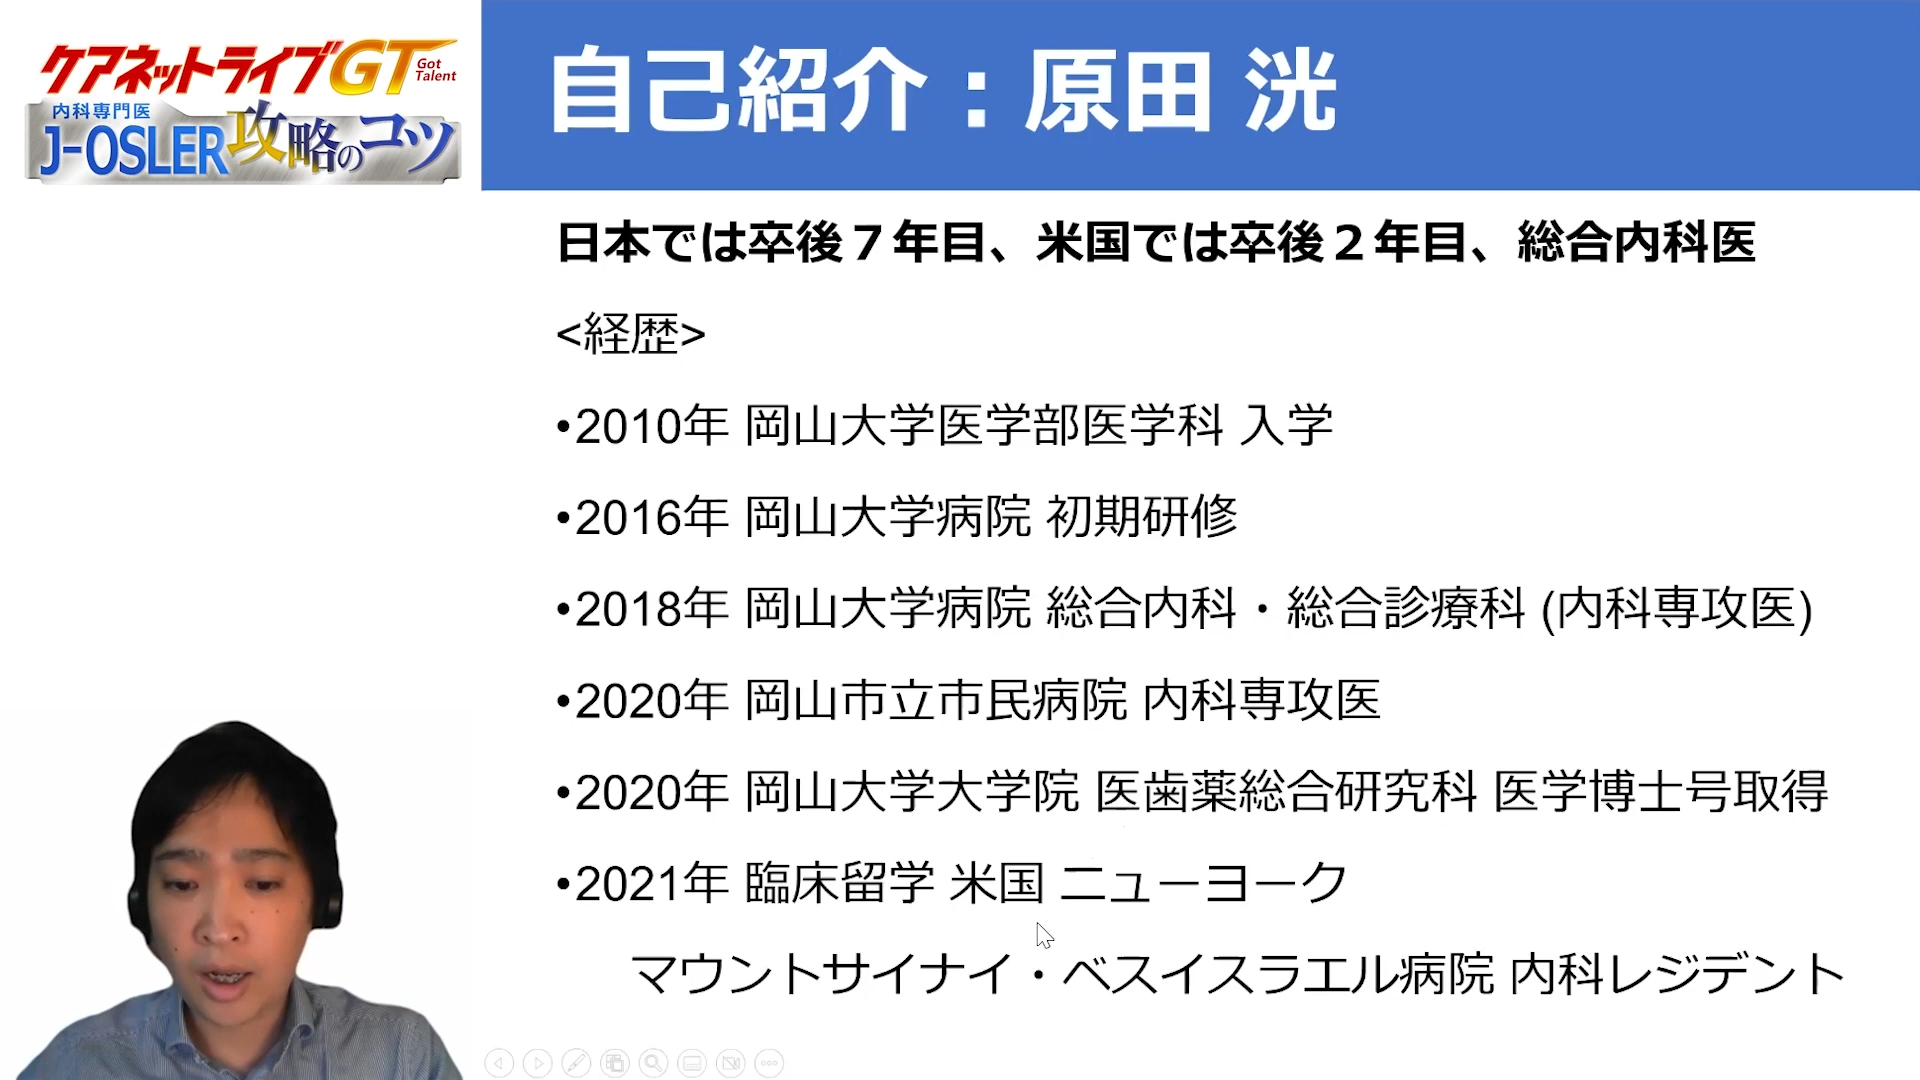 ケアネットライブGT
Got
Talent
内科専門医
J-OSLER攻略のコツ
自己紹介：原田 洸
日本では卒後７年目、米国では卒後２年目、総合内科医
<経歴>
•2010年 岡山大学医学部医学科 入学
•2016年 岡山大学病院 初期研修
•2018年 岡山大学病院 総合内科・総合診療科 (内科専攻医)
•2020年 岡山市立市民病院 内科専攻医
•2020年 岡山大学大学院 医歯薬総合研究科 医学博士号取得
•2021年 臨床留学 米国 ニューヨーク
マウントサイナイ・ベスイスラエル病院 内科レジデント